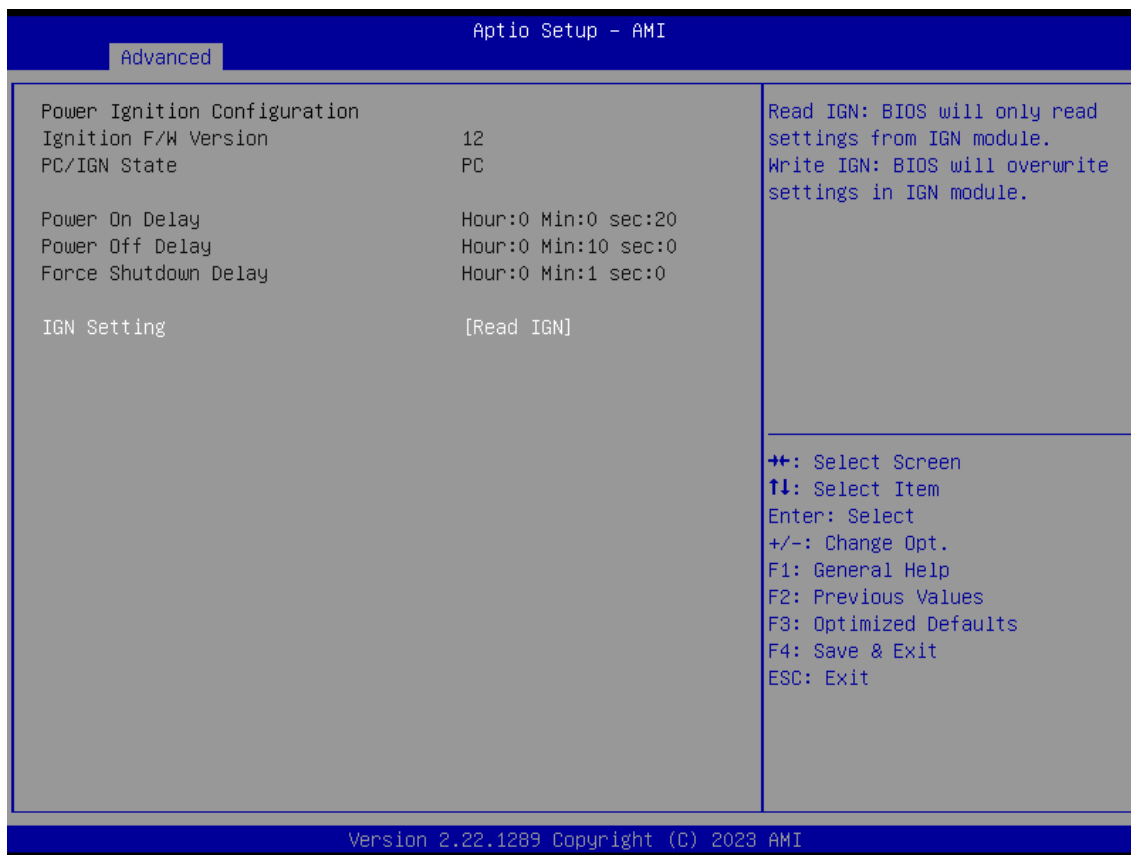 Aptio Setup – AMI
Advanced
Power Ignition Configuration
Ignition F/W Version 12
PC/IGN State PC
Power On Delay Hour:0 Min:0 sec:20
Power Off Delay Hour:0 Min:10 sec:0
Force Shutdown Delay Hour:0 Min:1 sec:0
IGN Setting [Read IGN]
Read IGN: BIOS will only read
settings from IGN module.
Write IGN: BIOS will overwrite
settings in IGN module.
→←: Select Screen
↑↓: Select Item
Enter: Select
+/-: Change Opt.
F1: General Help
F2: Previous Values
F3: Optimized Defaults
F4: Save & Exit
ESC: Exit
Version 2.22.1289 Copyright (C) 2023 AMI